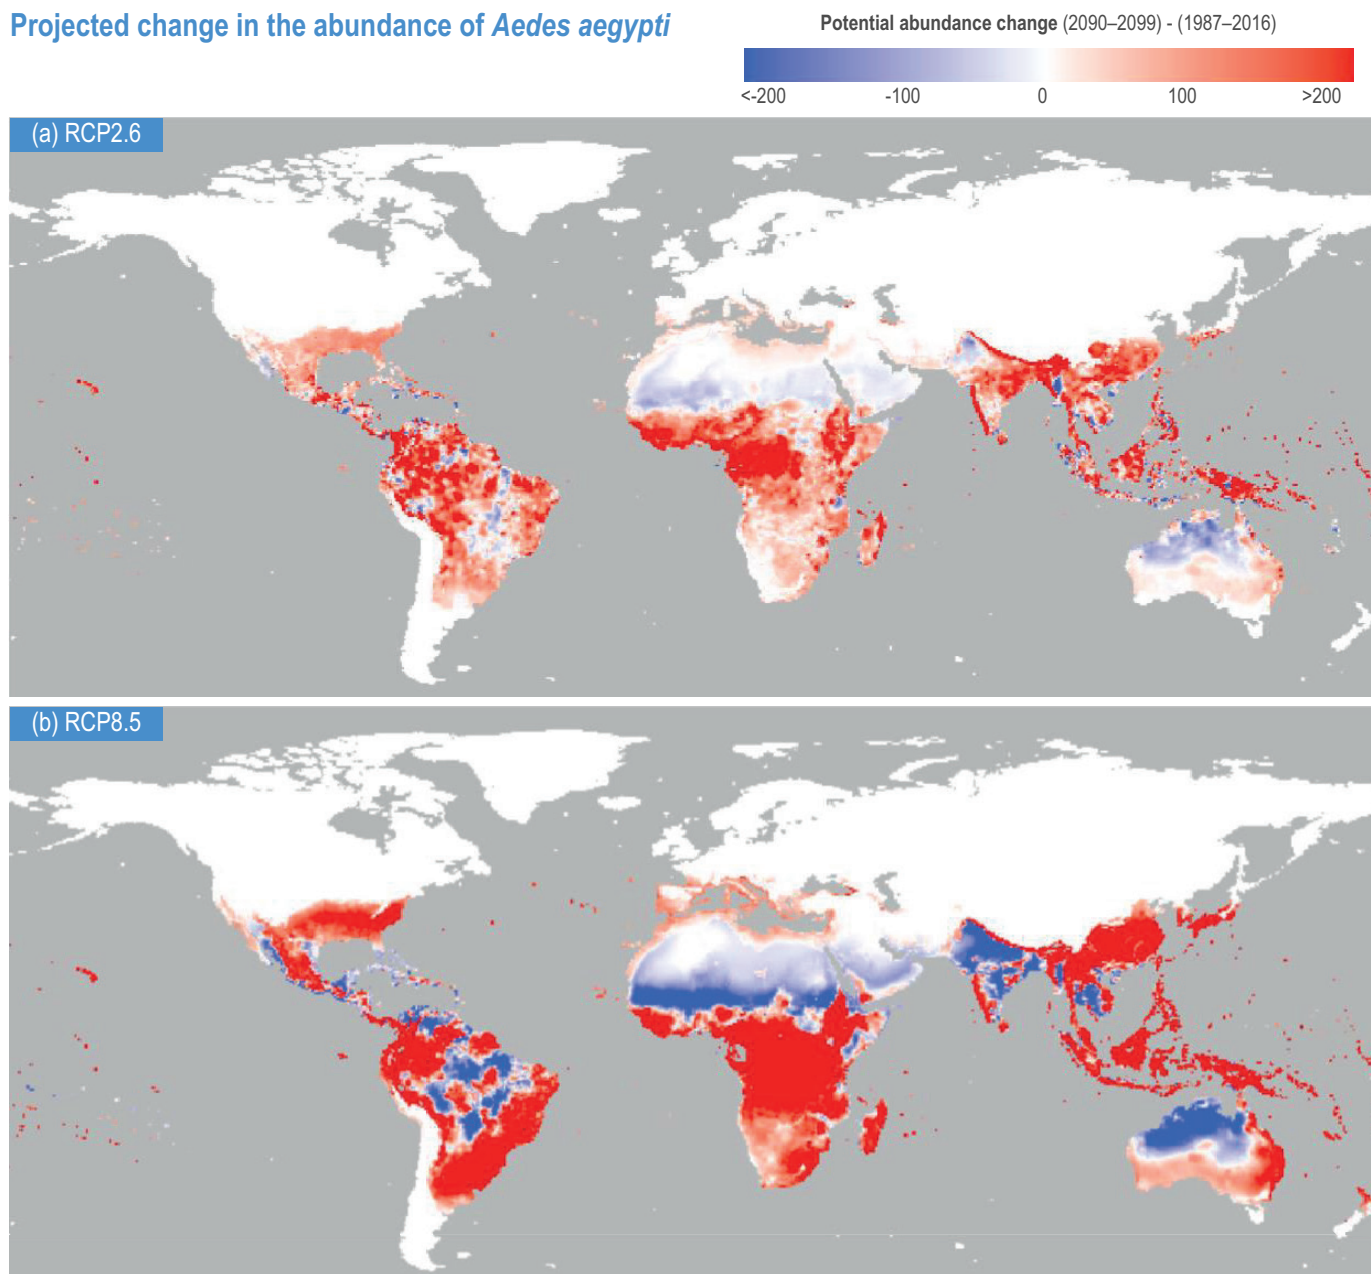 Projected change in the abundance of Aedes aegypti
Potential abundance change (2090–2099) - (1987–2016)
<-200 -100 0 100 >200
(a) RCP2.6
(b) RCP8.5